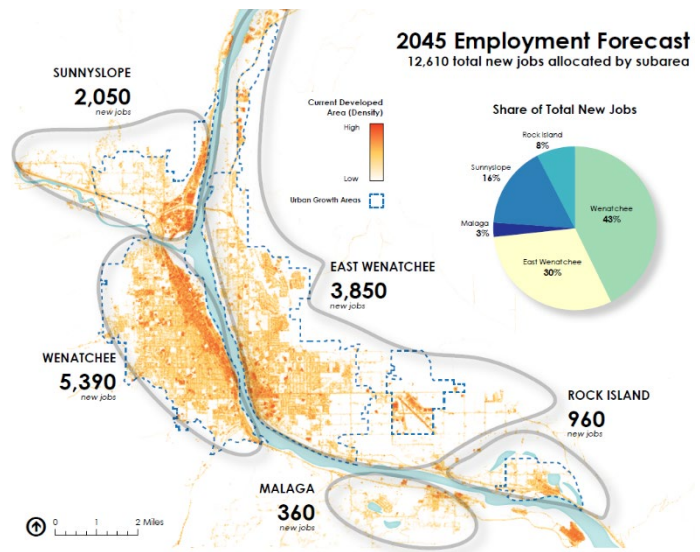 2045 Employment Forecast
12,610 total new jobs allocated by subarea
SUNNYSLOPE
2,050
new jobs
Current Developed
Area (Density)
High
Low
Urban Growth Areas
Share of Total New Jobs
Rock Island
8%
Sunnyslope
16%
Wenatchee
43%
Malaga
3%
East Wenatchee
30%
EAST WENATCHEE
3,850
new jobs
WENATCHEE
5,390
new jobs
ROCK ISLAND
960
new jobs
MALAGA
360
new jobs
0 1 2 Miles